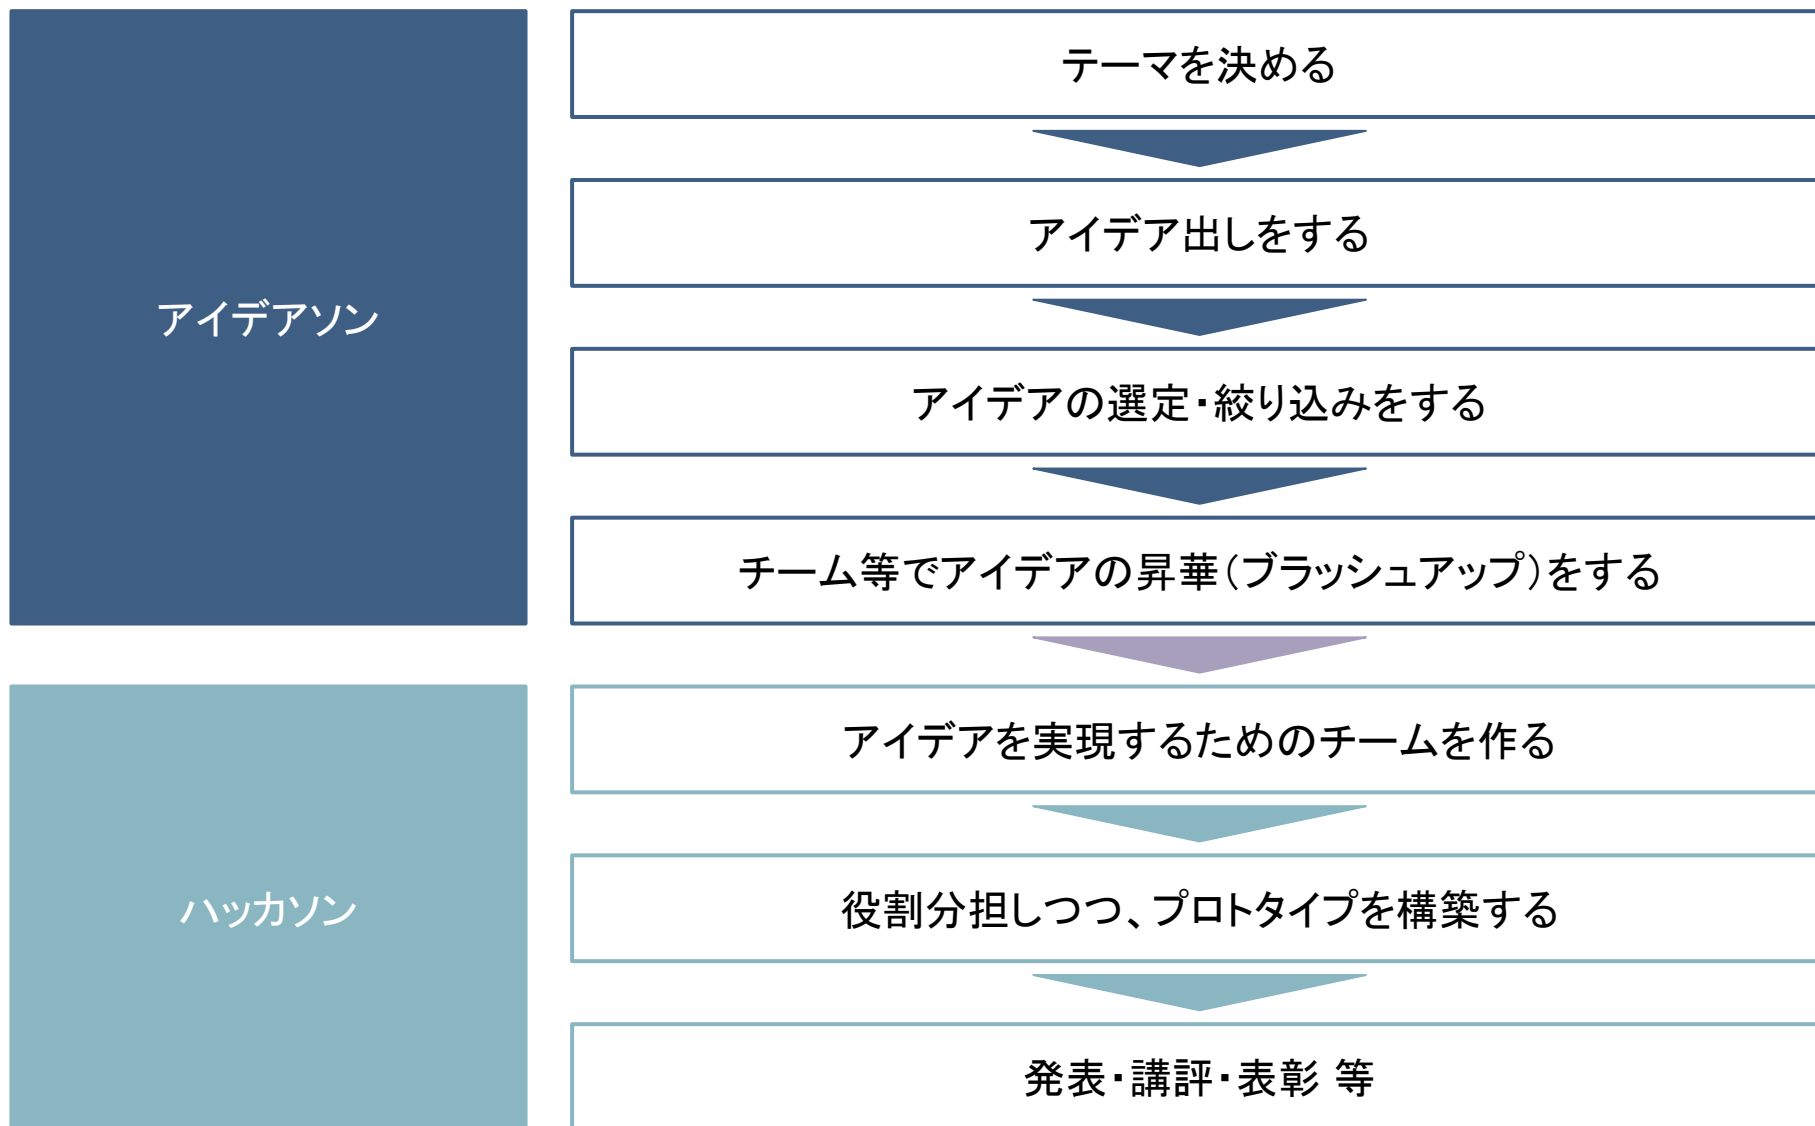 アイデアソン
テーマを決める
アイデア出しをする
アイデアの選定・絞り込みをする
チーム等でアイデアの昇華(ブラッシュアップ)をする
ハッカソン
アイデアを実現するためのチームを作る
役割分担しつつ、プロトタイプを構築する
発表・講評・表彰 等